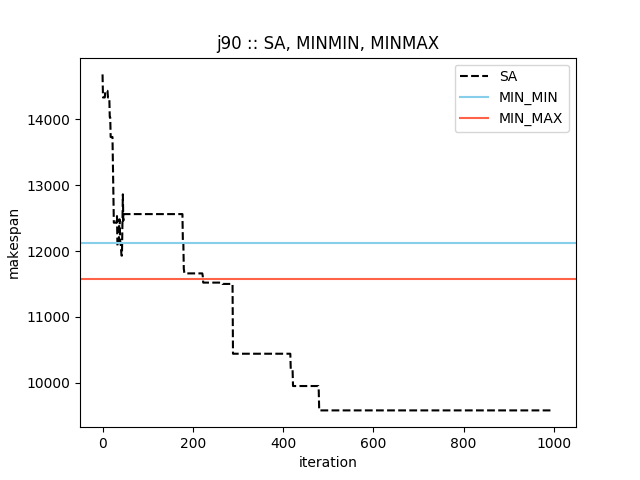 j90 :: SA, MINMIN, MINMAX
SA
MIN_MIN
MIN_MAX
14000
13000
12000
11000
10000
makespan
0 200 400 600 800 1000
iteration